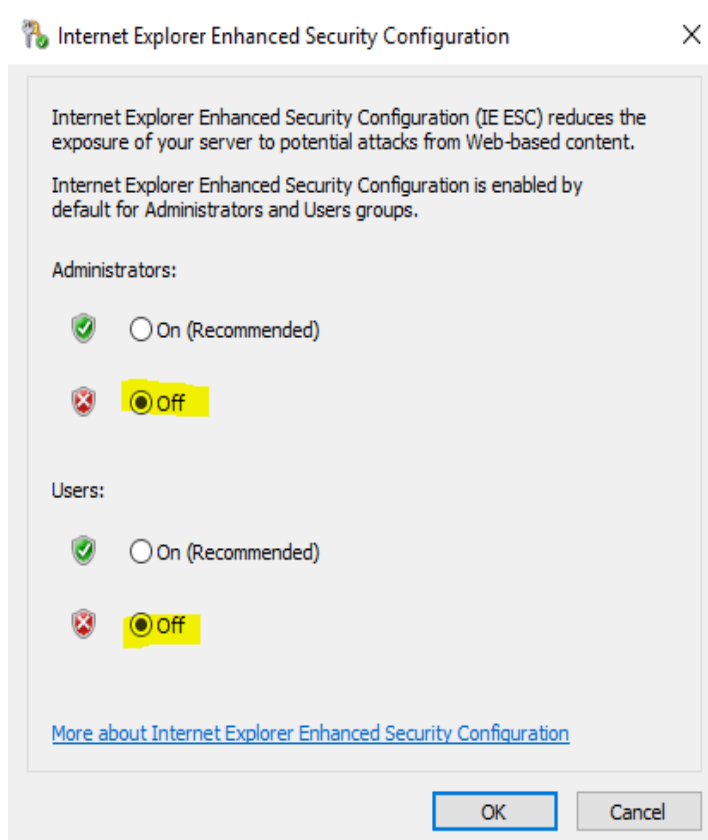 Internet Explorer Enhanced Security Configuration
Internet Explorer Enhanced Security Configuration (IE ESC) reduces the
exposure of your server to potential attacks from Web-based content.
Internet Explorer Enhanced Security Configuration is enabled by
default for Administrators and Users groups.
Administrators:
On (Recommended)
Off
Users:
On (Recommended)
Off
More about Internet Explorer Enhanced Security Configuration
OK Cancel